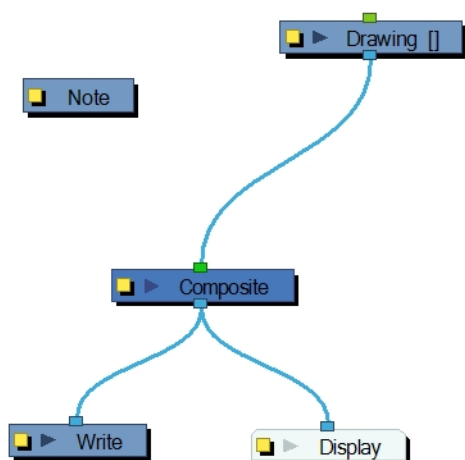 Drawing []
Note
Composite
Write
Display